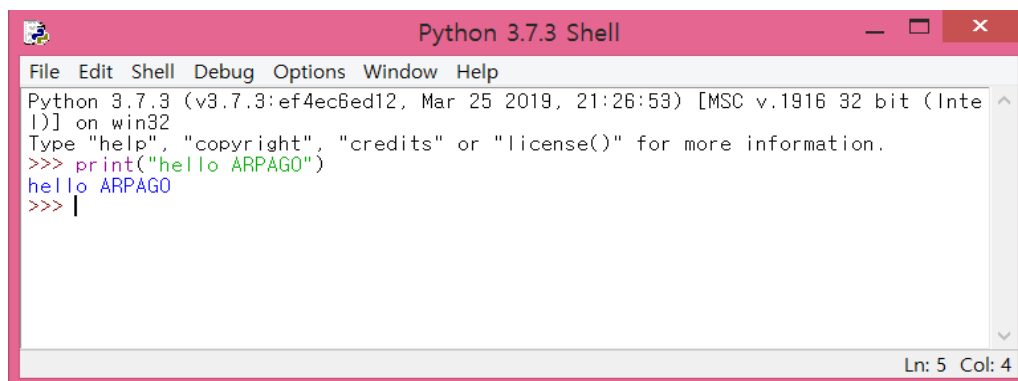 Python 3.7.3 Shell
File Edit Shell Debug Options Window Help
Python 3.7.3 (v3.7.3:ef4ec6ed12, Mar 25 2019, 21:26:53) [MSC v.1916 32 bit (Inte
l)] on win32
Type "help", "copyright", "credits" or "license()" for more information.
>>> print("hello ARPAGO")
hello ARPAGO
>>>
Ln: 5 Col: 4